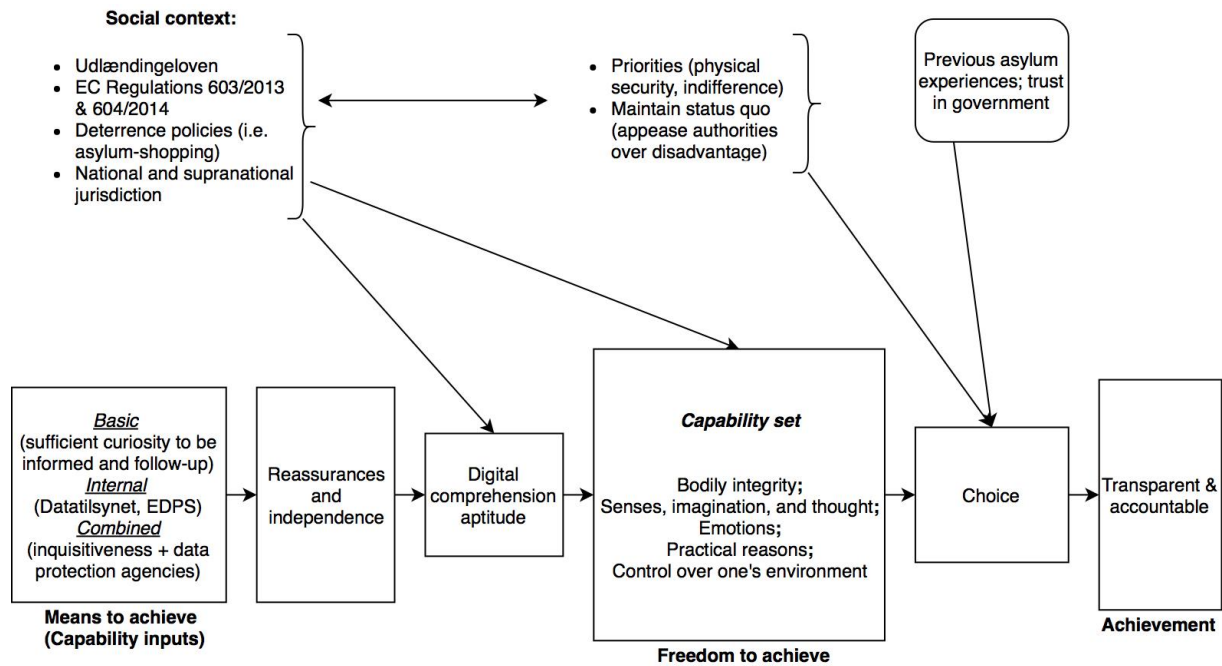 Social context:
• Udlændingeloven
• EC Regulations 603/2013
& 604/2014
• Deterrence policies (i.e.
asylum-shopping)
• National and supranational
jurisdiction
• Priorities (physical
security, indifference)
• Maintain status quo
(appease authorities
over disadvantage)
Previous asylum
experiences; trust
in government
Basic
(sufficient curiosity to be
informed and follow-up)
Internal
(Datatilsynet, EDPS)
Combined
(inquisitiveness + data
protection agencies)
Means to achieve
(Capability inputs)
Reassurances
and
independence
Digital
comprehension
aptitude
Capability set
Bodily integrity;
Senses, imagination, and thought;
Emotions;
Practical reasons;
Control over one's environment
Freedom to achieve
Choice
Transparent &
accountable
Achievement